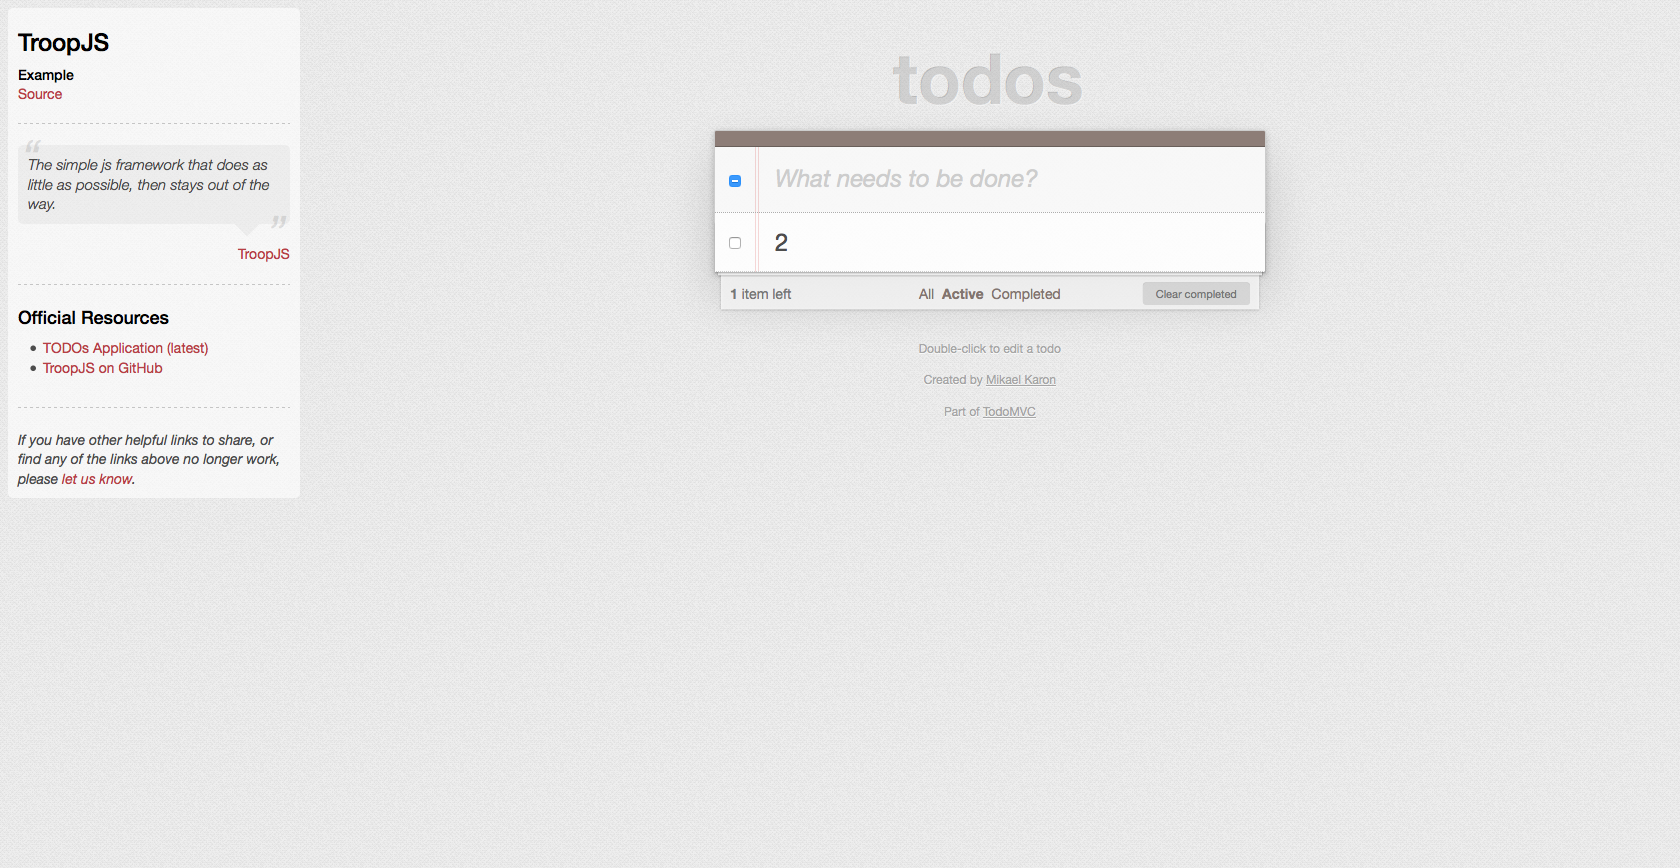 TroopJS
Example
Source
“
The simple js framework that does as
little as possible, then stays out of the
way.
”
TroopJS
Official Resources
• TODOs Application (latest)
• TroopJS on GitHub
If you have other helpful links to share, or
find any of the links above no longer work,
please let us know.
todos
What needs to be done?
2
1 item left All Active Completed Clear completed
Double-click to edit a todo
Created by Mikael Karon
Part of TodoMVC